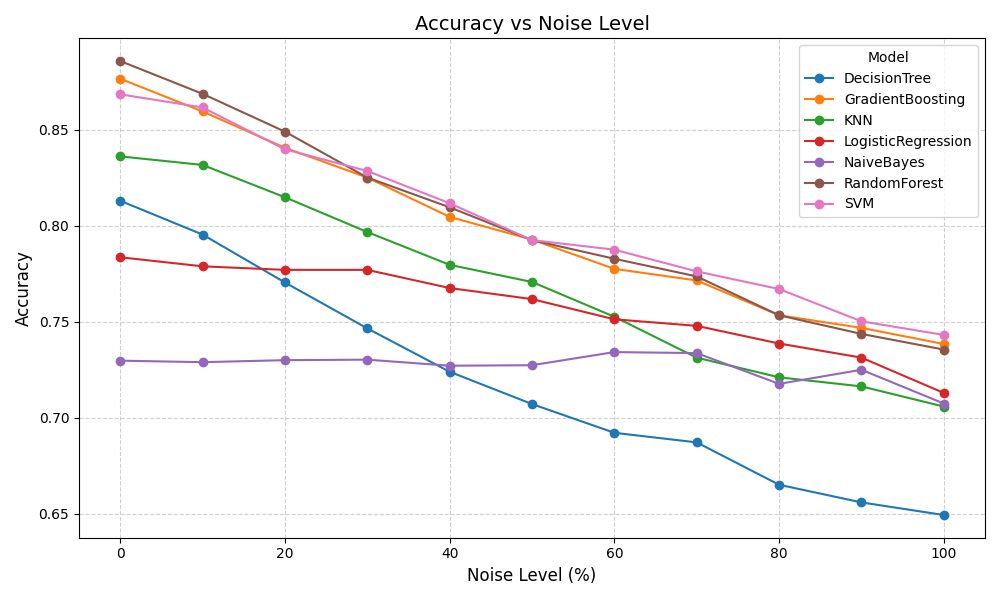 Accuracy vs Noise Level
Model
DecisionTree
GradientBoosting
KNN
LogisticRegression
NaiveBayes
RandomForest
SVM
Accuracy
0.85
0.80
0.75
0.70
0.65
0 20 40 60 80 100
Noise Level (%)